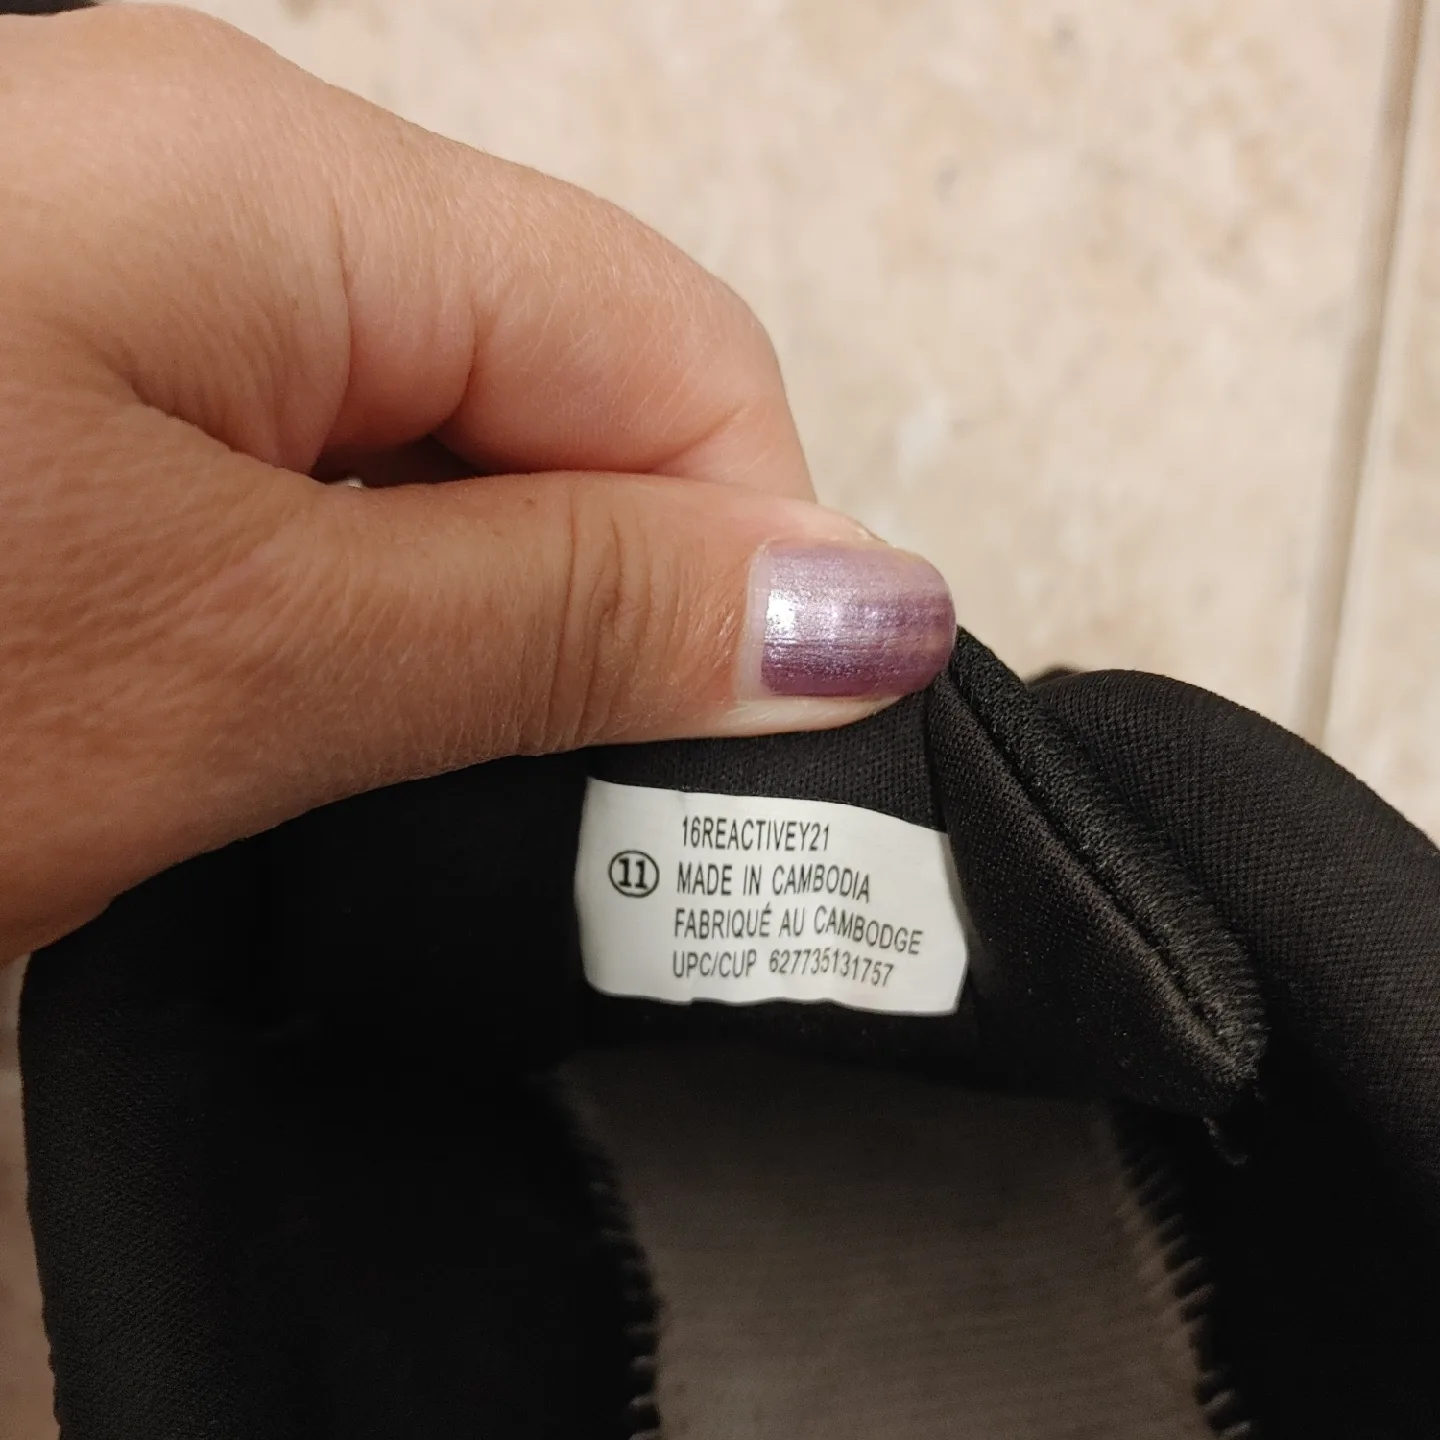 16REACTIVEY21
11 MADE IN CAMBODIA
FABRIQUÉ AU CAMBODGE
UPC/CUP 627735131757